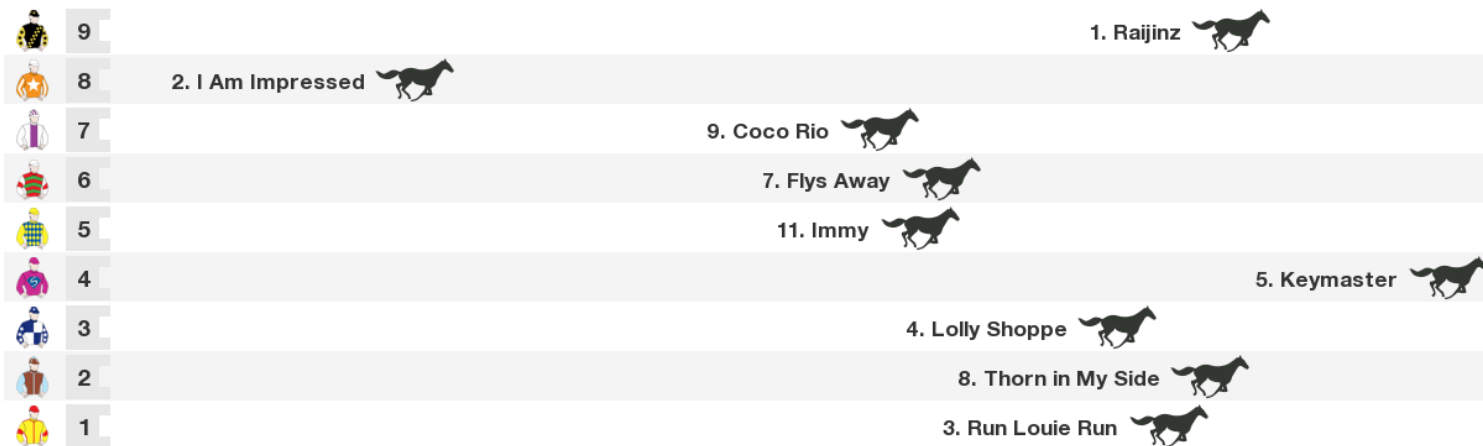 9 1. Raijinz
8 2. I Am Impressed
7 9. Coco Rio
6 7. Flys Away
5 11. Immy
4 5. Keymaster
3 4. Lolly Shoppe
2 8. Thorn in My Side
1 3. Run Louie Run